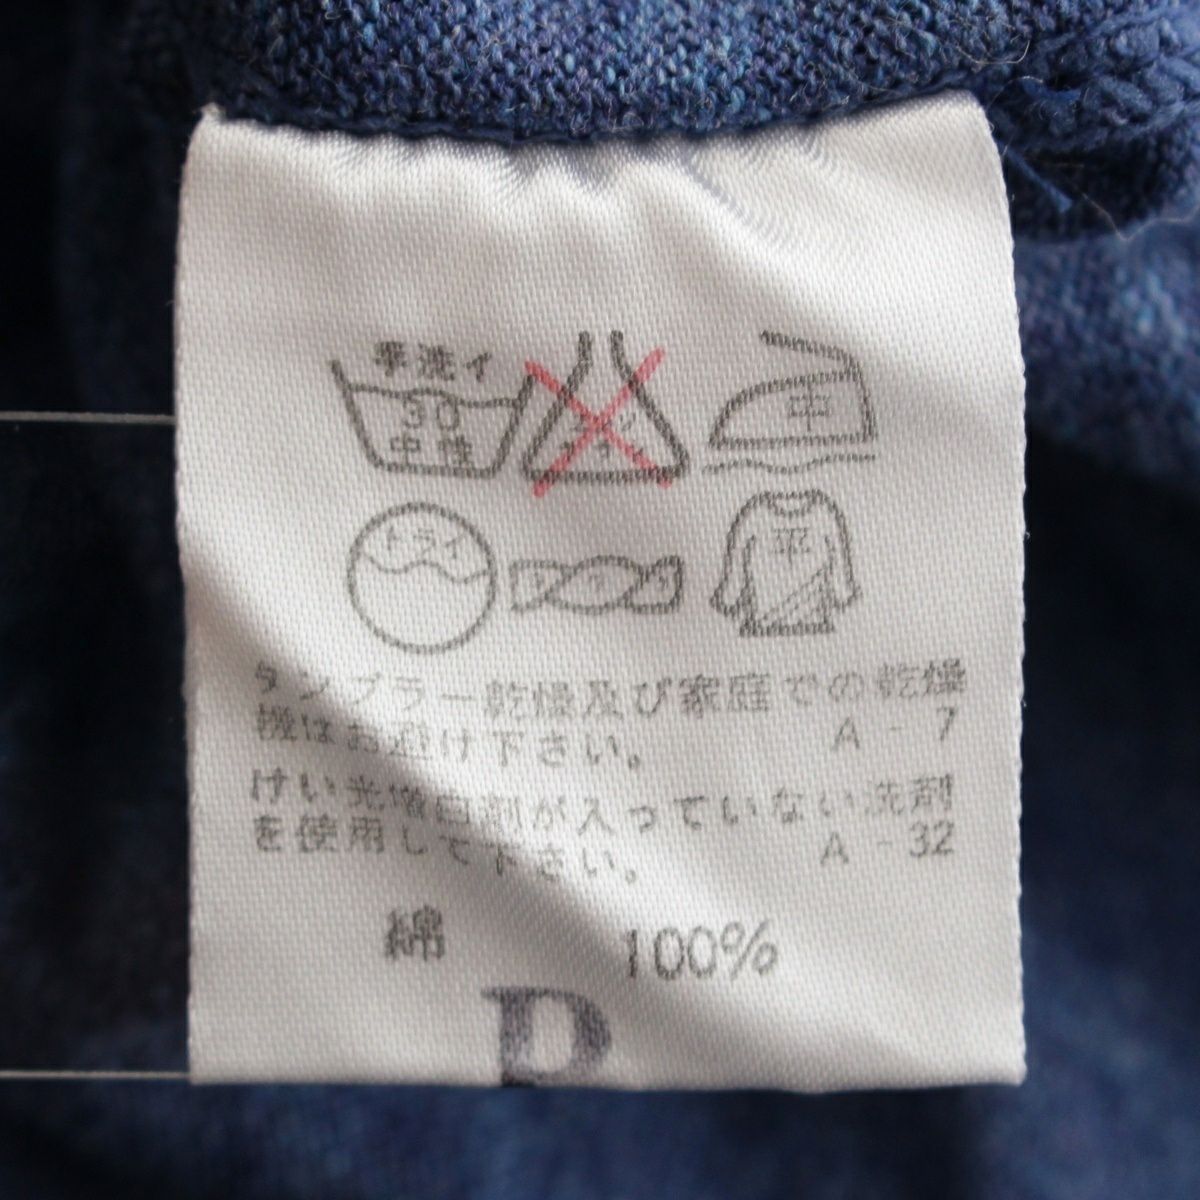 手洗イ
30
中性
中
ドライ
平
タンブラー乾燥及び家庭での乾燥
機はお避け下さい。 A - 7
けい光増白剤が入っていない洗剤
を使用して下さい。 A - 32
綿 100%